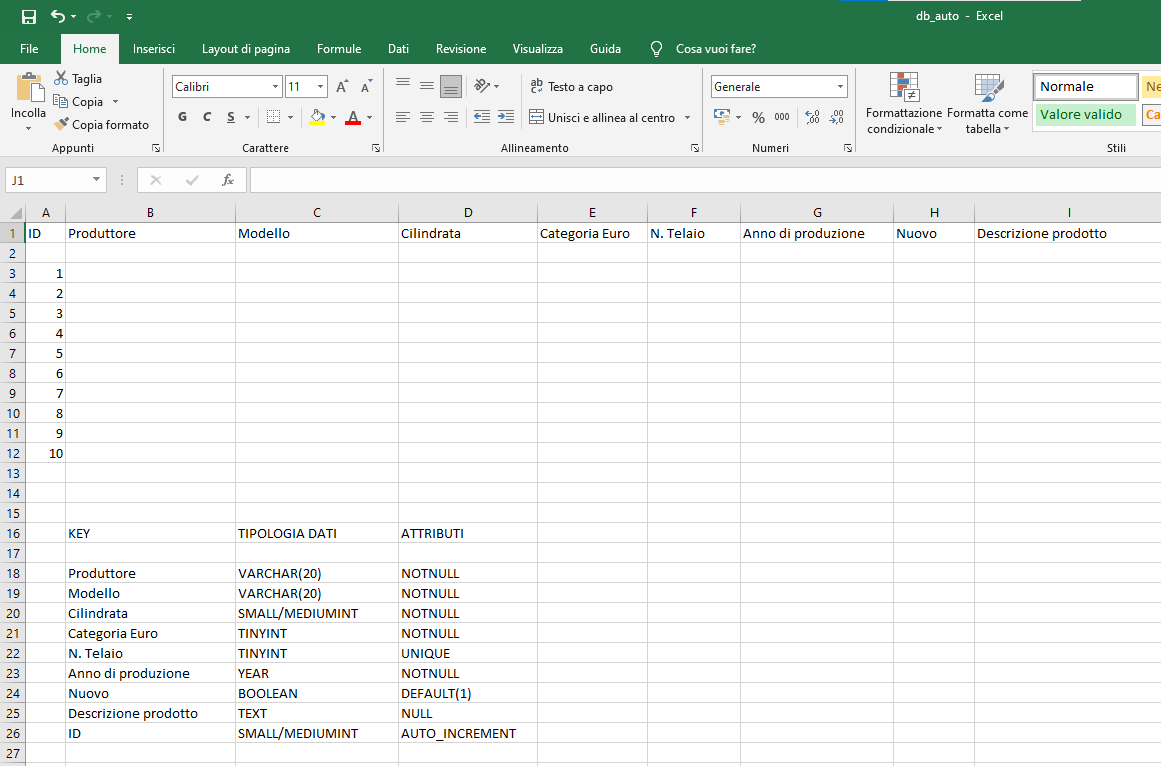 db_auto - Excel
File Home Inserisci Layout di pagina Formule Dati Revisione Visualizza Guida Cosa vuoi fare?
Incolla
Taglia
Copia
Copia formato
Appunti
Calibri 11
G C S
Carattere
Testo a capo
Unisci e allinea al centro
Allineamento
Generale
% 000
Numeri
Formattazione condizionale
Formatta come tabella
Normale
Valore valido
Stili
J1 fx
A B C D E F G H I
1 ID Produttore Modello Cilindrata Categoria Euro N. Telaio Anno di produzione Nuovo Descrizione prodotto
2
3 1
4 2
5 3
6 4
7 5
8 6
9 7
10 8
11 9
12 10
13
14
15
16 KEY TIPOLOGIA DATI ATTRIBUTI
17
18 Produttore VARCHAR(20) NOTNULL
19 Modello VARCHAR(20) NOTNULL
20 Cilindrata SMALL/MEDIUMINT NOTNULL
21 Categoria Euro TINYINT NOTNULL
22 N. Telaio TINYINT UNIQUE
23 Anno di produzione YEAR NOTNULL
24 Nuovo BOOLEAN DEFAULT(1)
25 Descrizione prodotto TEXT NULL
26 ID SMALL/MEDIUMINT AUTO_INCREMENT
27